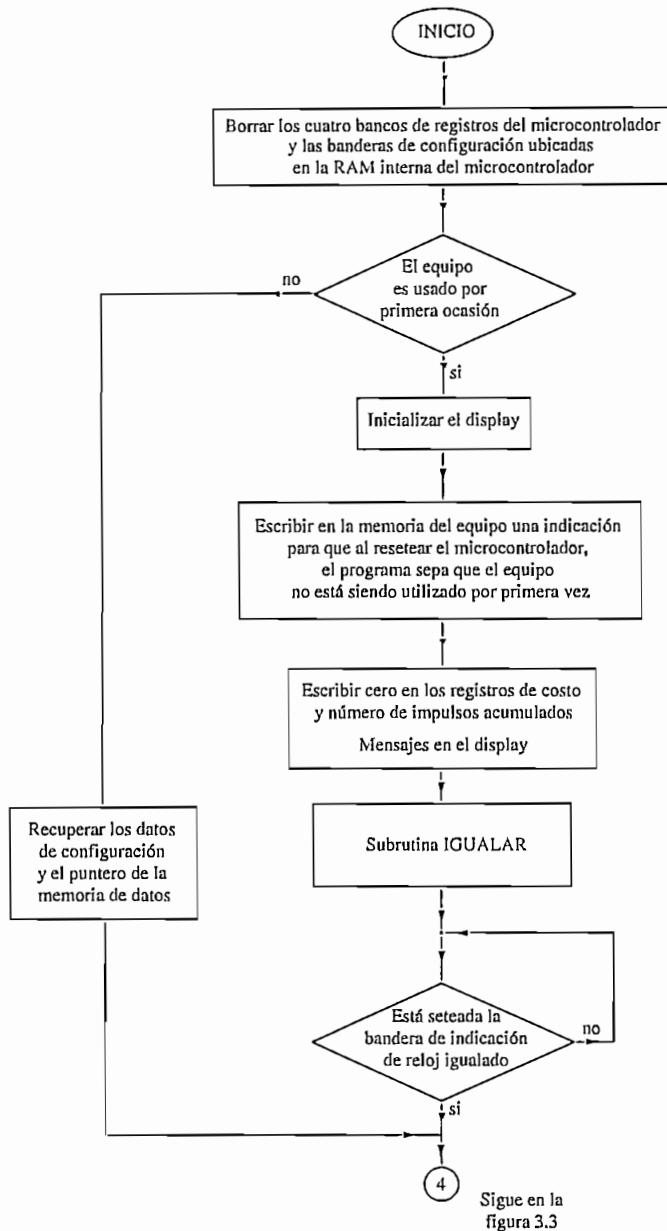 INICIO
Borrar los cuatro bancos de registros del microcontrolador
y las banderas de configuración ubicadas
en la RAM interna del microcontrolador
El equipo
es usado por
primera ocasión
no
si
Inicializar el display
Escribir en la memoria del equipo una indicación
para que al resetear el microcontrolador,
el programa sepa que el equipo
no está siendo utilizado por primera vez
Escribir cero en los registros de costo
y número de impulsos acumulados
Mensajes en el display
Recuperar los datos
de configuración
y el puntero de la
memoria de datos
Subrutina IGUALAR
Está seteada la
bandera de indicación
de reloj igualado
no
si
4
Sigue en la
figura 3.3